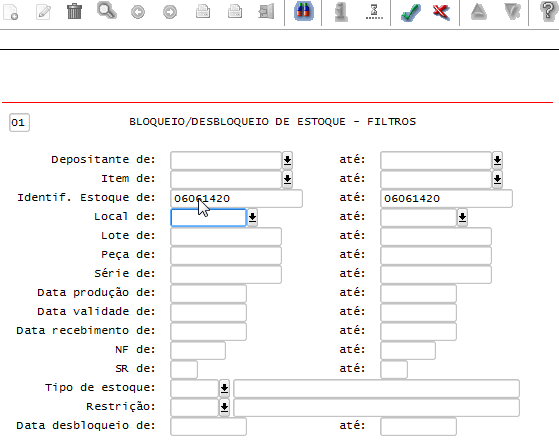 01 BLOQUEIO/DESBLOQUEIO DE ESTOQUE - FILTROS
Depositante de: até:
Item de: até:
Identif. Estoque de: 06061420 até: 06061420
Local de: até:
Lote de: até:
Peça de: até:
Série de: até:
Data produção de: até:
Data validade de: até:
Data recebimento de: até:
NF de: até:
SR de: até:
Tipo de estoque:
Restrição:
Data desbloqueio de: até: